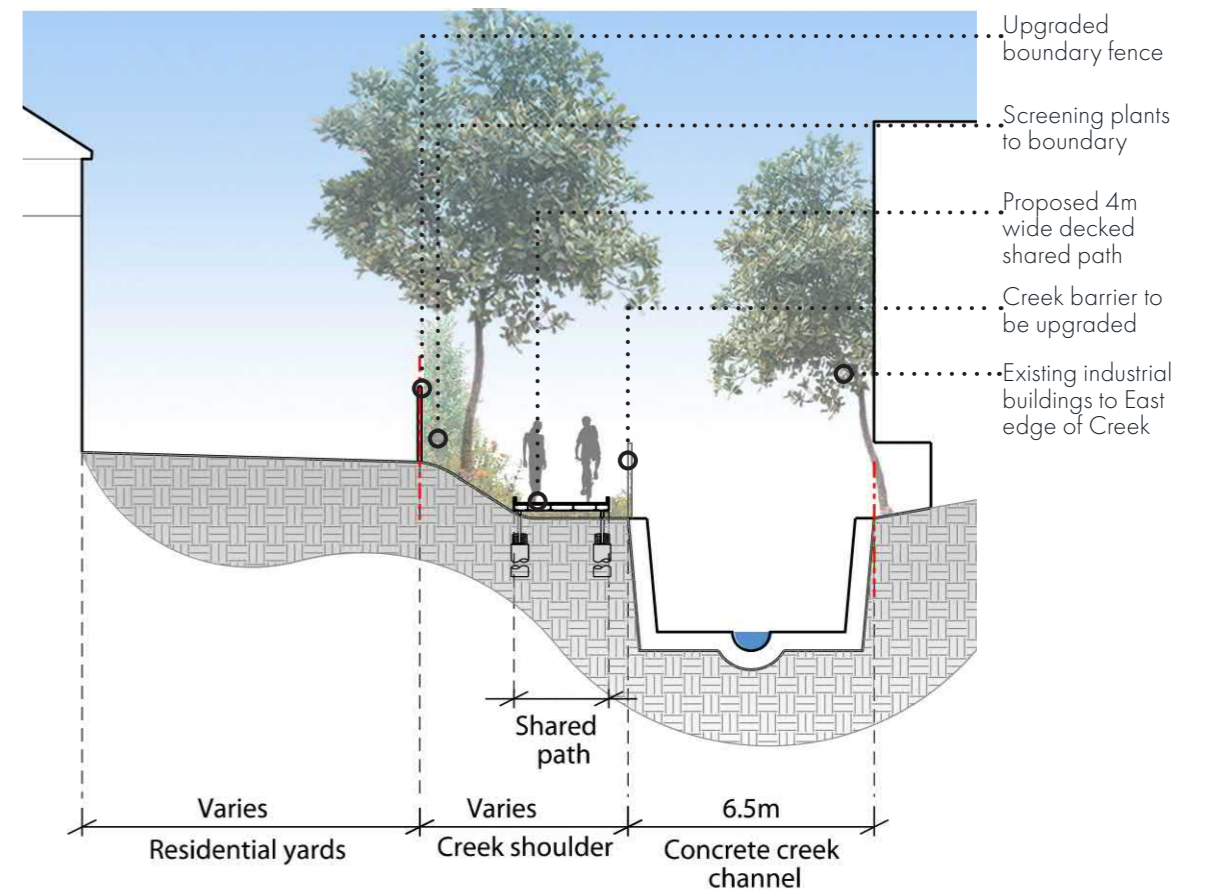 Upgraded
boundary fence
Screening plants
to boundary
Proposed 4m
wide decked
shared path
Creek barrier to
be upgraded
Existing industrial
buildings to East
edge of Creek
Shared
path
Varies
Residential yards
Varies
Creek shoulder
6.5m
Concrete creek
channel